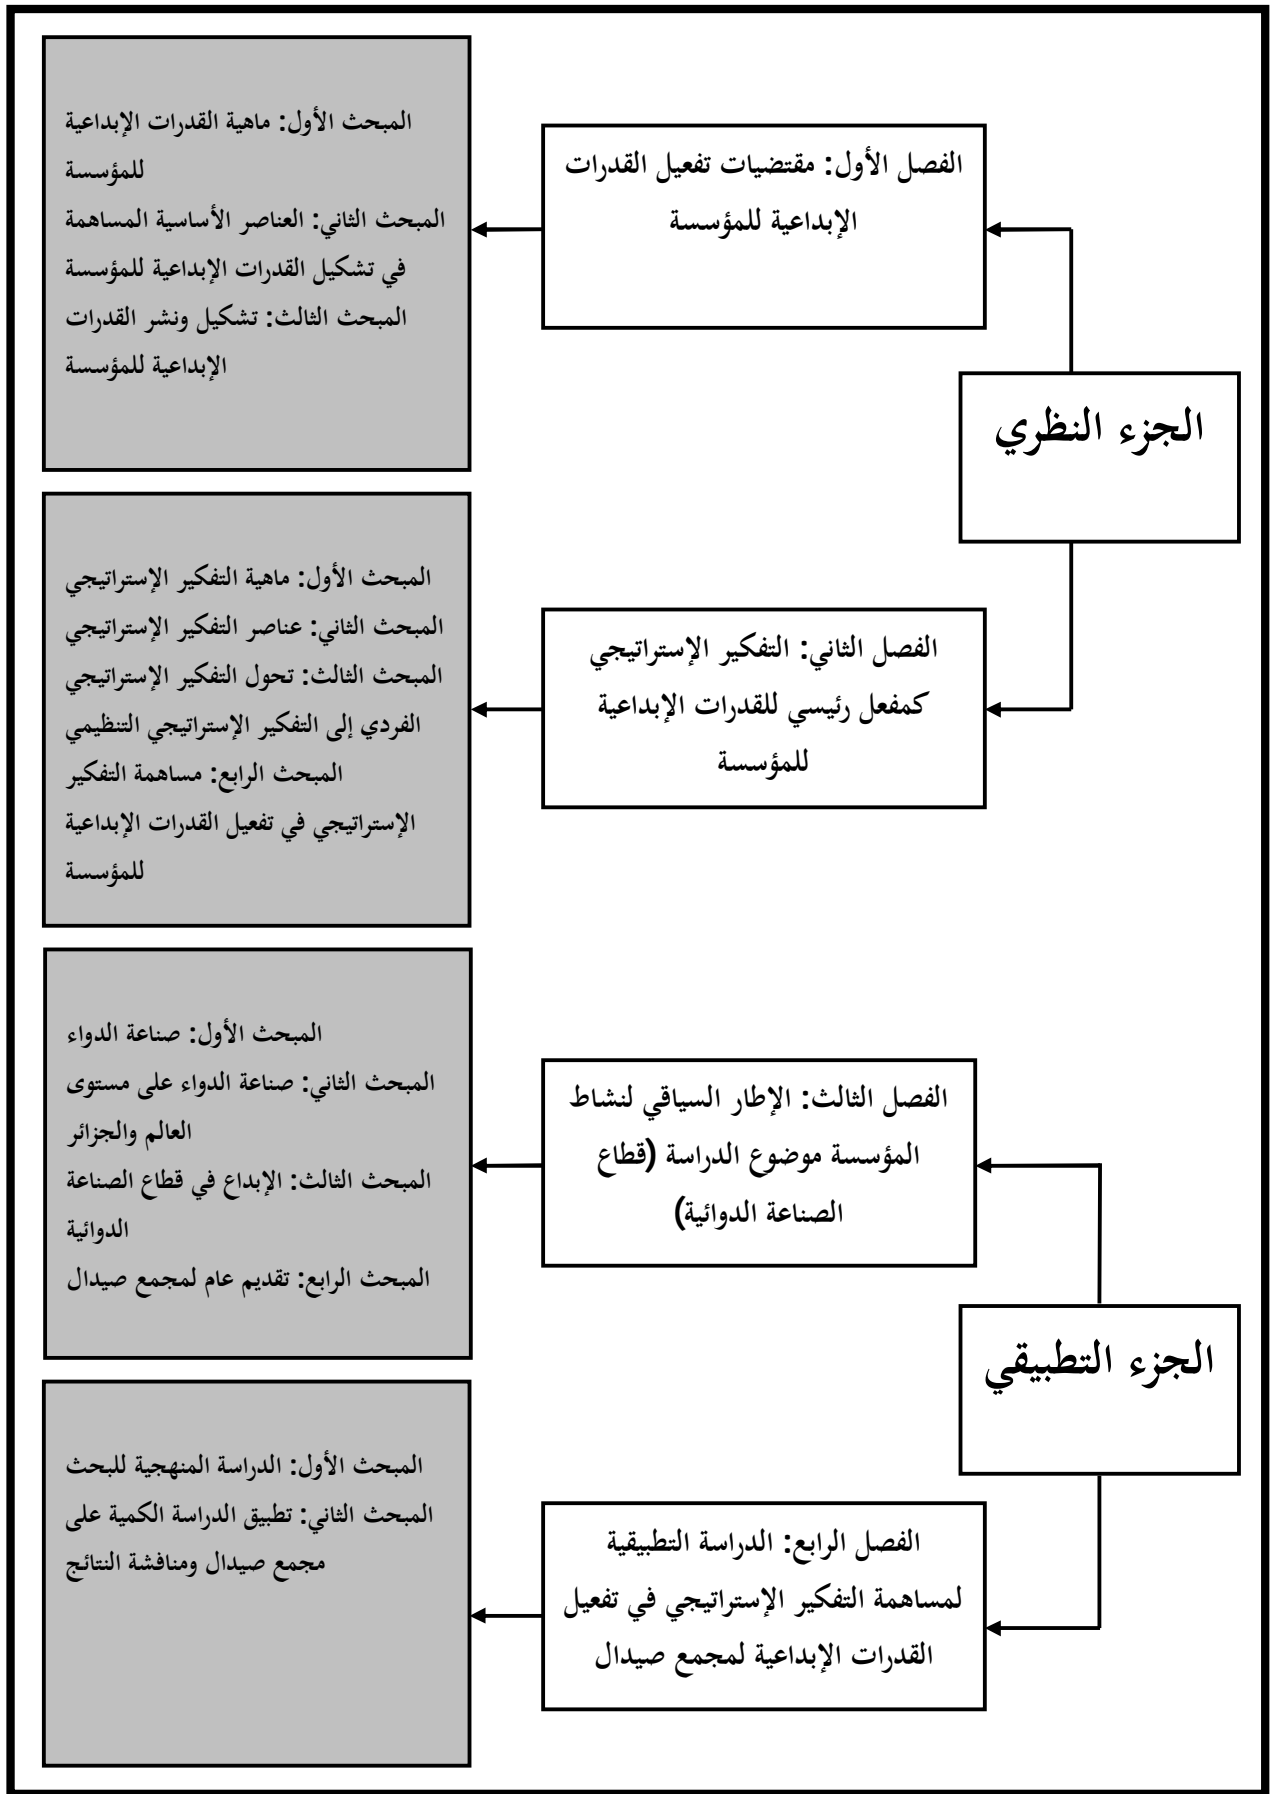 الجزء النظري
الفصل الأول: مقتضيات تفعيل القدرات
الإبداعية للمؤسسة
المبحث الأول: ماهية القدرات الإبداعية
للمؤسسة
المبحث الثاني: العناصر الأساسية المساهمة
في تشكيل القدرات الإبداعية للمؤسسة
المبحث الثالث: تشكيل ونشر القدرات
الإبداعية للمؤسسة
الفصل الثاني: التفكير الإستراتيجي
كمفعل رئيسي للقدرات الإبداعية
للمؤسسة
المبحث الأول: ماهية التفكير الإستراتيجي
المبحث الثاني: عناصر التفكير الإستراتيجي
المبحث الثالث: تحول التفكير الإستراتيجي
الفردي إلى التفكير الإستراتيجي التنظيمي
المبحث الرابع: مساهمة التفكير
الإستراتيجي في تفعيل القدرات الإبداعية
للمؤسسة
الجزء التطبيقي
الفصل الثالث: الإطار السياقي لنشاط
المؤسسة موضوع الدراسة (قطاع
الصناعة الدوائية)
المبحث الأول: صناعة الدواء
المبحث الثاني: صناعة الدواء على مستوى
العالم والجزائر
المبحث الثالث: الإبداع في قطاع الصناعة
الدوائية
المبحث الرابع: تقديم عام لمجمع صيدال
الفصل الرابع: الدراسة التطبيقية
لمساهمة التفكير الإستراتيجي في تفعيل
القدرات الإبداعية لمجمع صيدال
المبحث الأول: الدراسة المنهجية للبحث
المبحث الثاني: تطبيق الدراسة الكمية على
مجمع صيدال ومنافشة النتائج